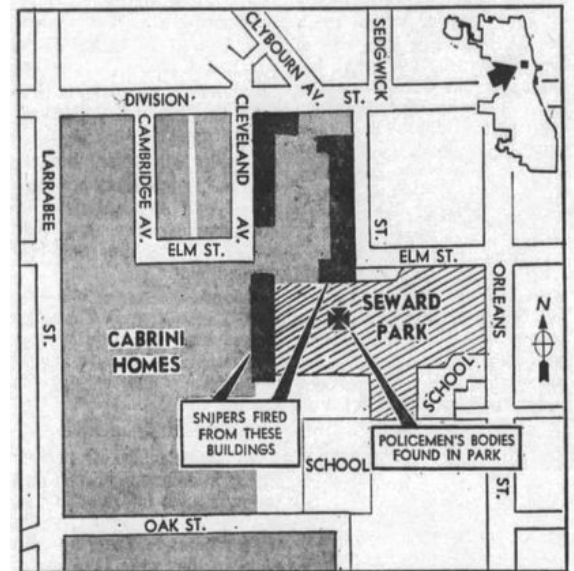 CLYBOURN AV.
SEDGWICK
ST.
DIVISION
ST.
LARRABEE
ST.
CAMBRIDGE AV.
CLEVELAND
AV.
ELM ST.
ELM ST.
ORLEANS
ST.
N
CABRINI
HOMES
SEWARD
PARK
SCHOOL
SNIPERS FIRED
FROM THESE
BUILDINGS
POLICEMEN'S BODIES
FOUND IN PARK
SCHOOL
OAK ST.